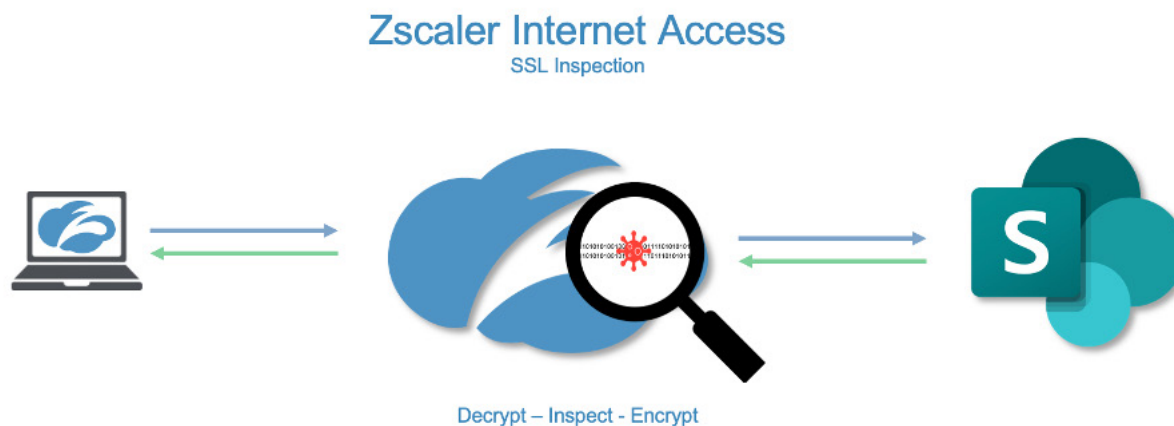 Zscaler Internet Access
SSL Inspection
S
Decrypt – Inspect - Encrypt